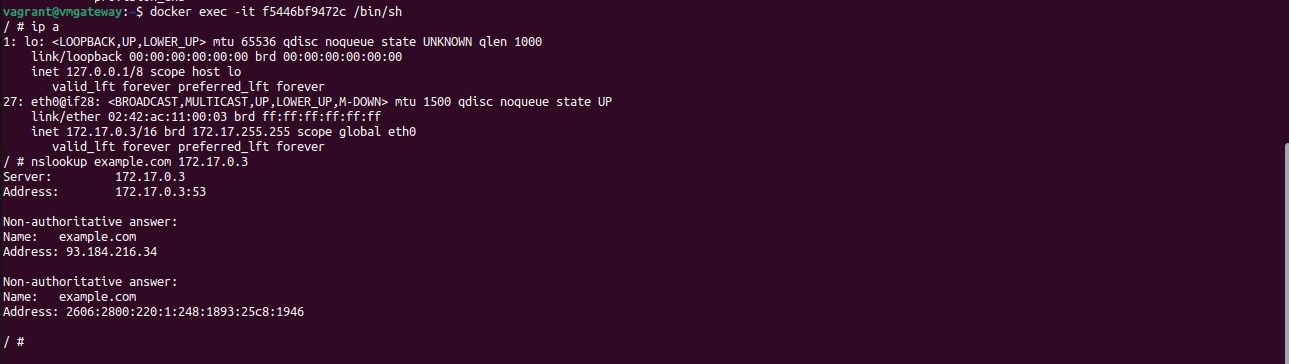 vagrant@vmgateway:~$ docker exec -it f5446bf9472c /bin/sh
/ # ip a
1: lo: <LOOPBACK,UP,LOWER_UP> mtu 65536 qdisc noqueue state UNKNOWN qlen 1000
    link/loopback 00:00:00:00:00:00 brd 00:00:00:00:00:00
    inet 127.0.0.1/8 scope host lo
       valid_lft forever preferred_lft forever
27: eth0@if28: <BROADCAST,MULTICAST,UP,LOWER_UP,M-DOWN> mtu 1500 qdisc noqueue state UP
    link/ether 02:42:ac:11:00:03 brd ff:ff:ff:ff:ff:ff
    inet 172.17.0.3/16 brd 172.17.255.255 scope global eth0
       valid_lft forever preferred_lft forever
/ # nslookup example.com 172.17.0.3
Server:         172.17.0.3
Address:        172.17.0.3:53

Non-authoritative answer:
Name:   example.com
Address: 93.184.216.34

Non-authoritative answer:
Name:   example.com
Address: 2606:2800:220:1:248:1893:25c8:1946

/ #